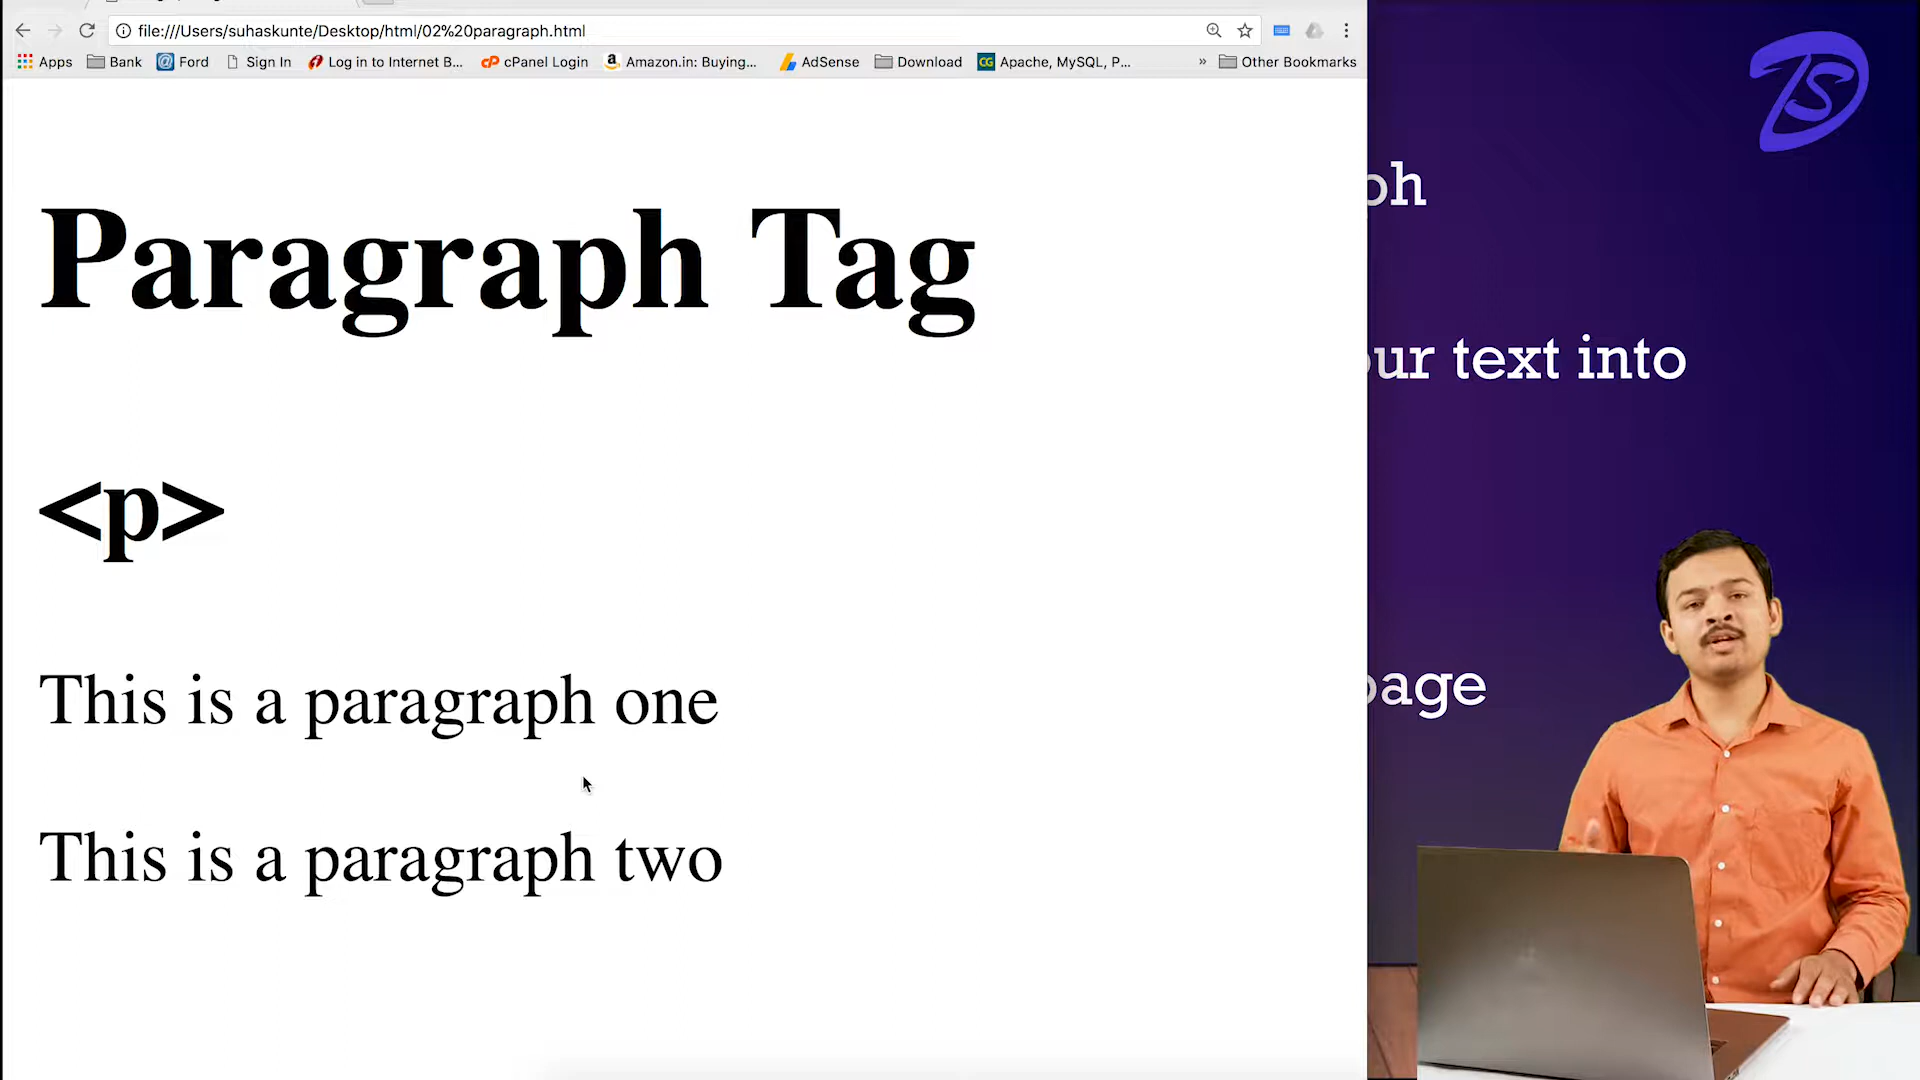 file:///Users/suhaskunte/Desktop/html/02%20paragraph.html
Apps Bank Ford Sign In Log in to Internet B... cPanel Login Amazon.in: Buying,... AdSense Download Apache, MySQL, P... » Other Bookmarks
Paragraph Tag
<p>
This is a paragraph one
This is a paragraph two
ph
ur text into
page